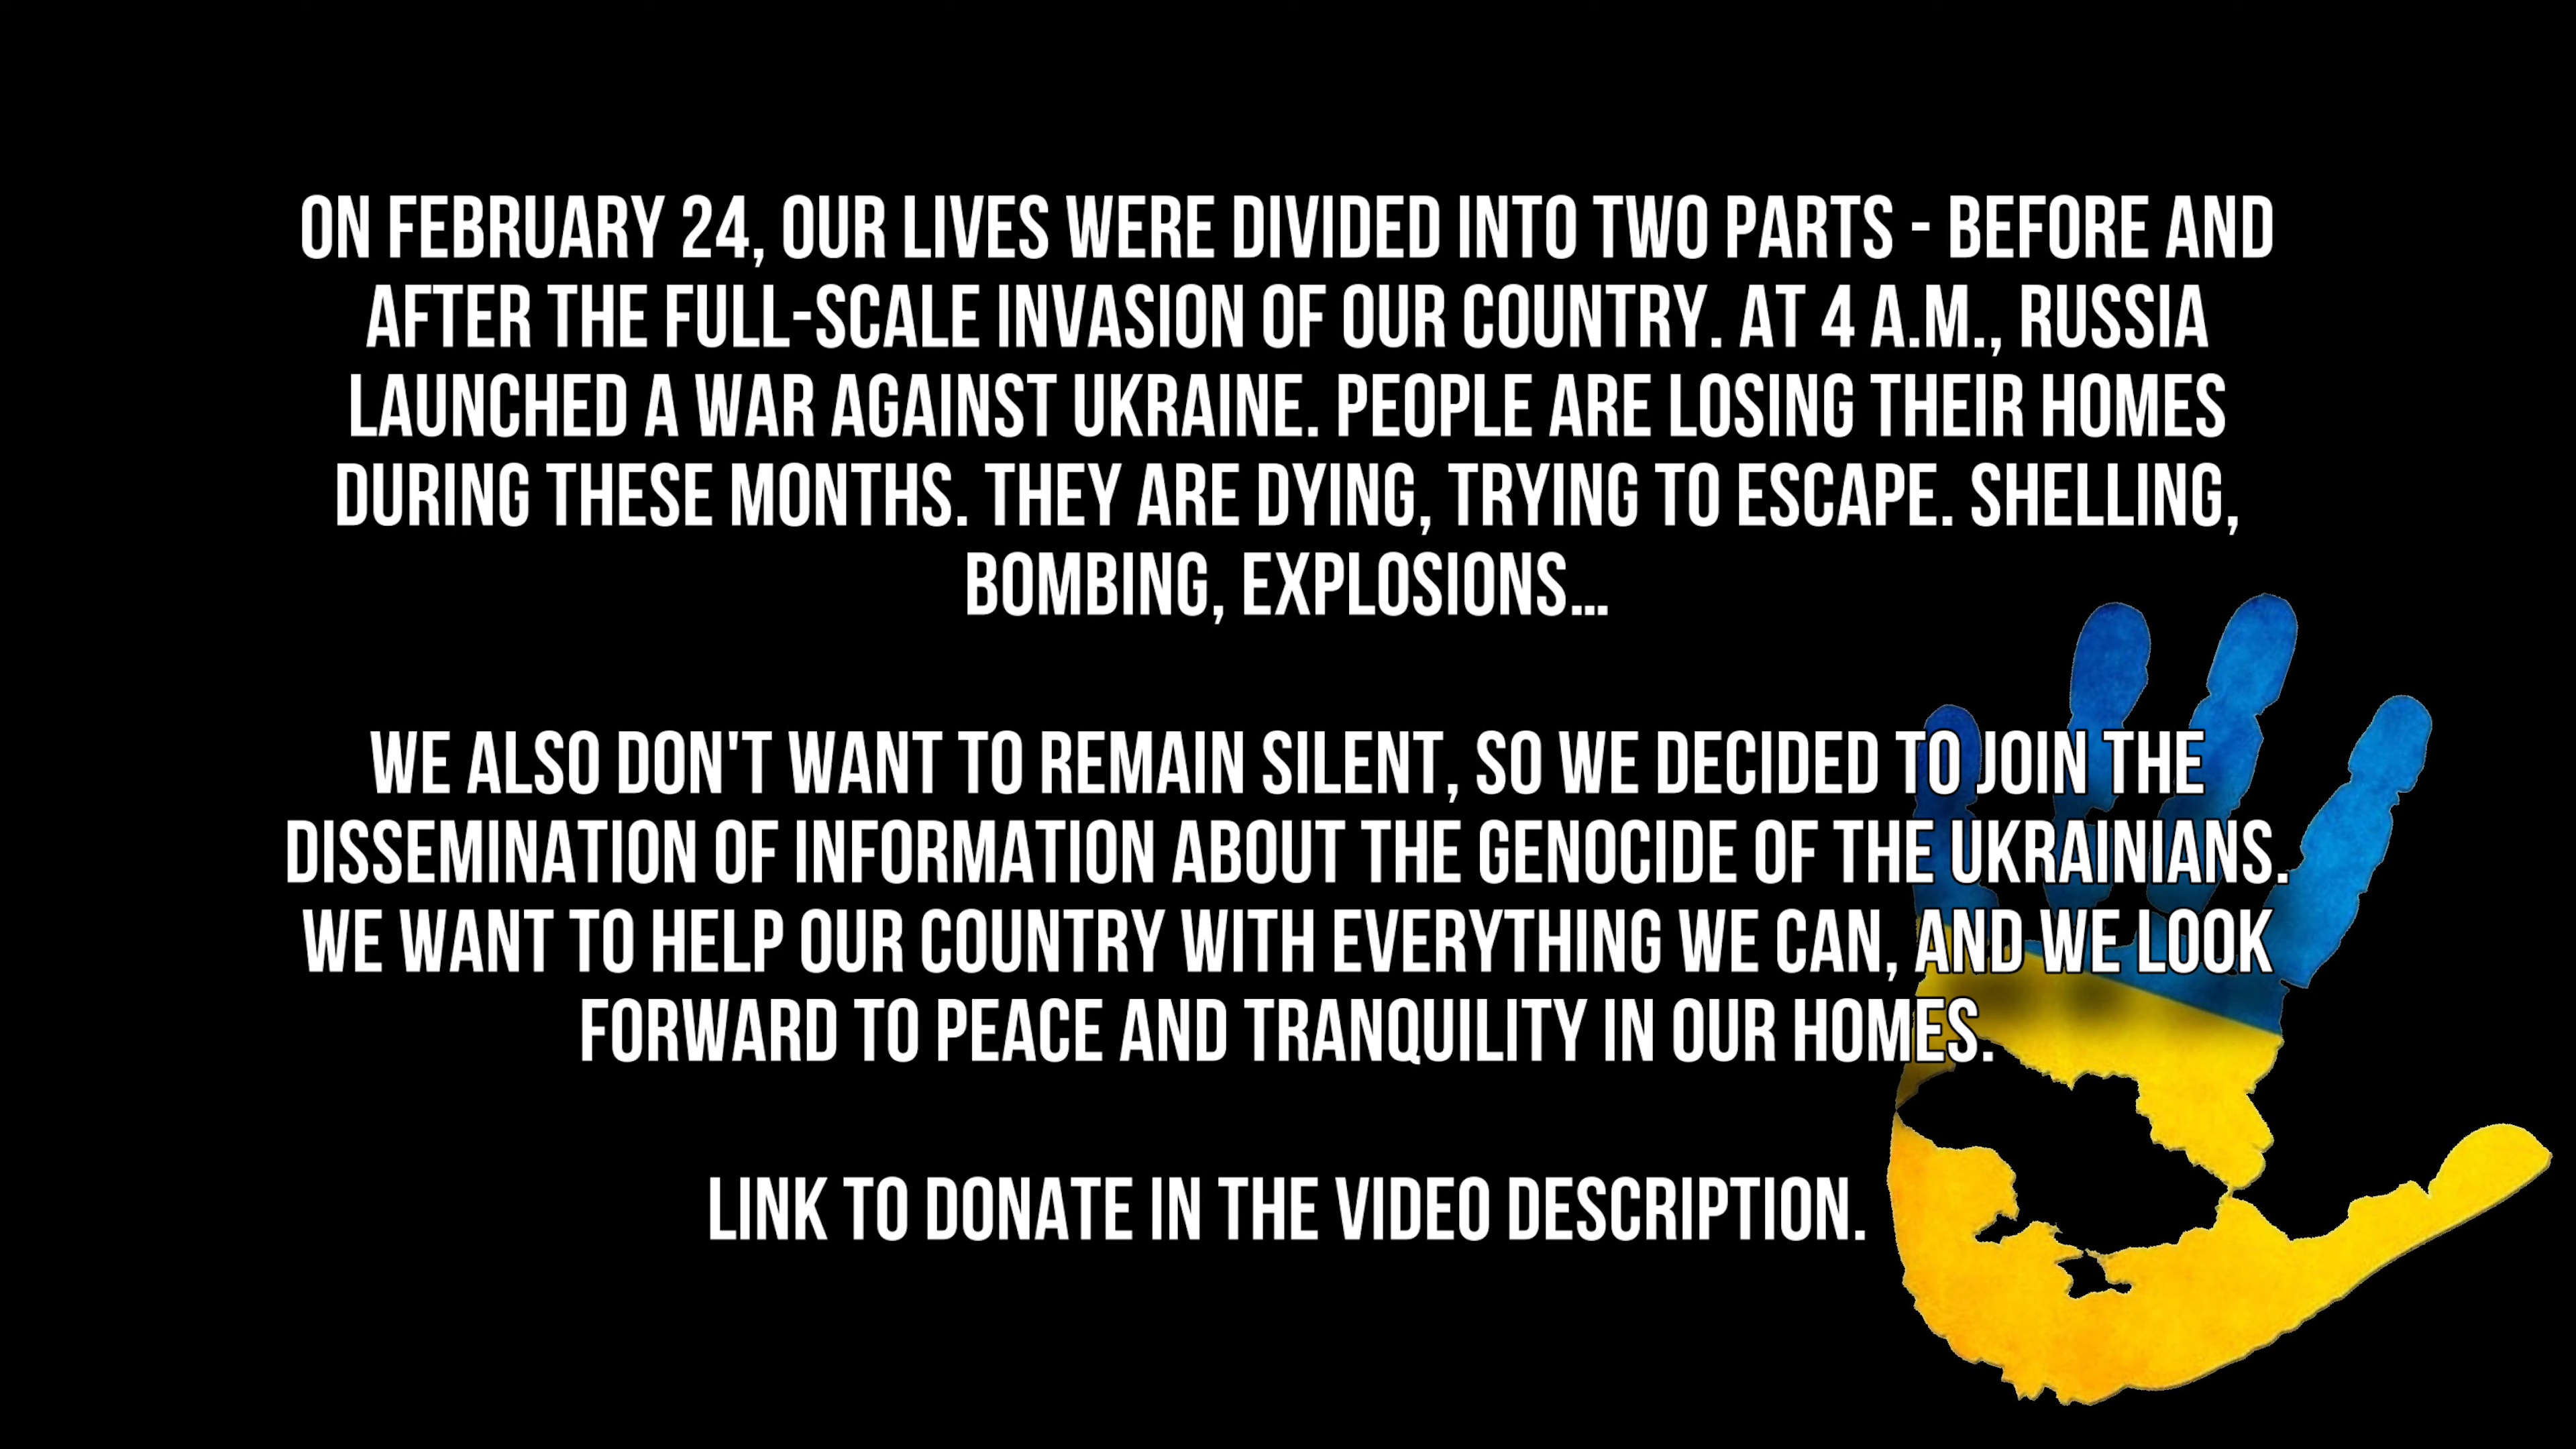 ON FEBRUARY 24, OUR LIVES WERE DIVIDED INTO TWO PARTS - BEFORE AND
AFTER THE FULL-SCALE INVASION OF OUR COUNTRY. AT 4 A.M., RUSSIA
LAUNCHED A WAR AGAINST UKRAINE. PEOPLE ARE LOSING THEIR HOMES
DURING THESE MONTHS. THEY ARE DYING, TRYING TO ESCAPE. SHELLING,
BOMBING, EXPLOSIONS...
WE ALSO DON'T WANT TO REMAIN SILENT, SO WE DECIDED TO JOIN THE
DISSEMINATION OF INFORMATION ABOUT THE GENOCIDE OF THE UKRAINIANS.
WE WANT TO HELP OUR COUNTRY WITH EVERYTHING WE CAN, AND WE LOOK
FORWARD TO PEACE AND TRANQUILITY IN OUR HOMES.
LINK TO DONATE IN THE VIDEO DESCRIPTION.